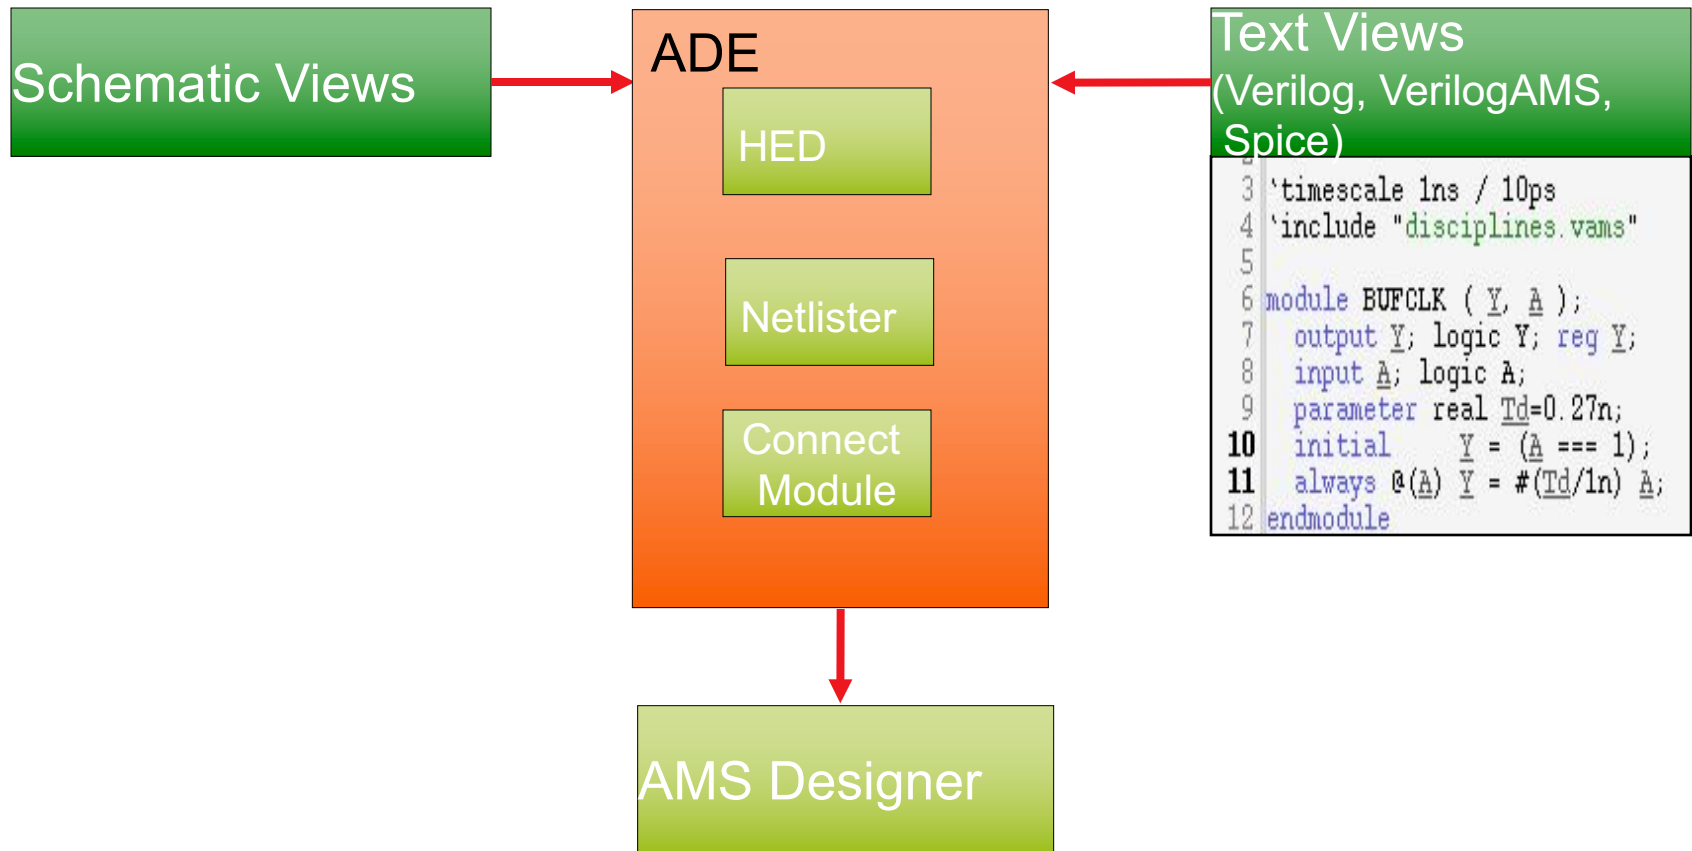 Schematic Views
ADE
HED
Netlister
Connect
Module
AMS Designer
Text Views
(Verilog, VerilogAMS,
Spice)
3 `timescale 1ns / 10ps
4 `include "disciplines.vams"
5
6 module BUFCLK ( Y, A );
7 output Y; logic Y; reg Y;
8 input A; logic A;
9 parameter real Td=0.27n;
10 initial Y = (A === 1);
11 always @(A) Y = #(Td/1n) A;
12 endmodule